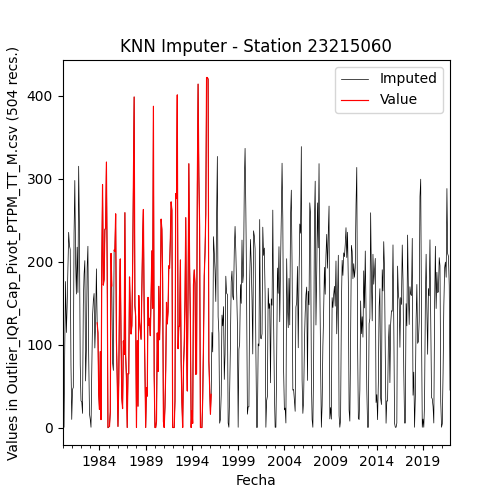 KNN Imputer - Station 23215060
Imputed
Value
Values in Outlier_IQR_Cap_Pivot_PTPM_TT_M.csv (504 recs.)
400
300
200
100
0
1984 1989 1994 1999 2004 2009 2014 2019
Fecha